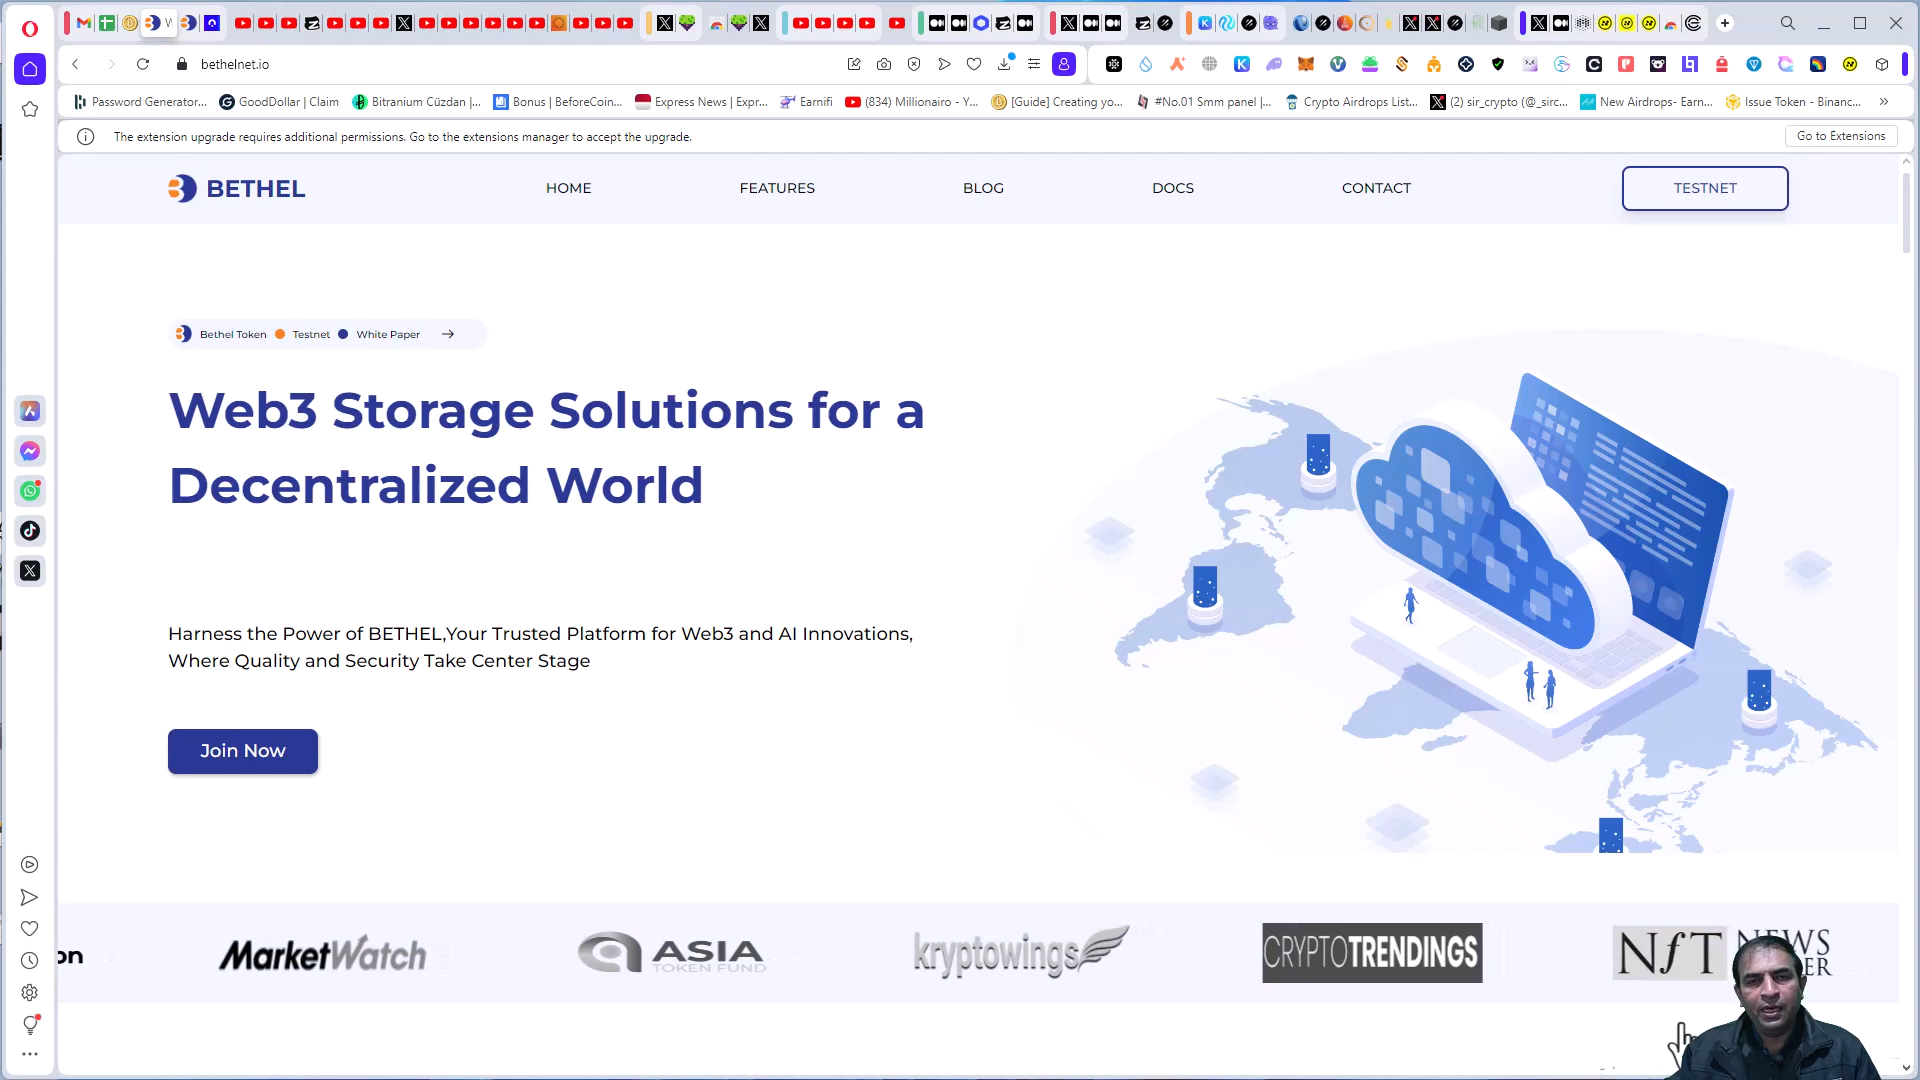 bethelnet.io
Password Generator...
GoodDollar | Claim
Bitranium Cüzdan |...
Bonus | BeforeCoin...
Express News | Expr...
Earnifi
(834) Millionairo - Y...
[Guide] Creating yo...
#No.01 Smm panel |...
Crypto Airdrops List...
(2) sir_crypto (@_sirc...
New Airdrops- Earn...
Issue Token - Binanc...
The extension upgrade requires additional permissions. Go to the extensions manager to accept the upgrade.
Go to Extensions
BETHEL
HOME
FEATURES
BLOG
DOCS
CONTACT
TESTNET
Bethel Token
Testnet
White Paper
Web3 Storage Solutions for a
Decentralized World
Harness the Power of BETHEL,Your Trusted Platform for Web3 and AI Innovations,
Where Quality and Security Take Center Stage
Join Now
on
MarketWatch
ASIA
TOKEN FUND
kryptowings
CRYPTOTRENDINGS
NfT
NEWS